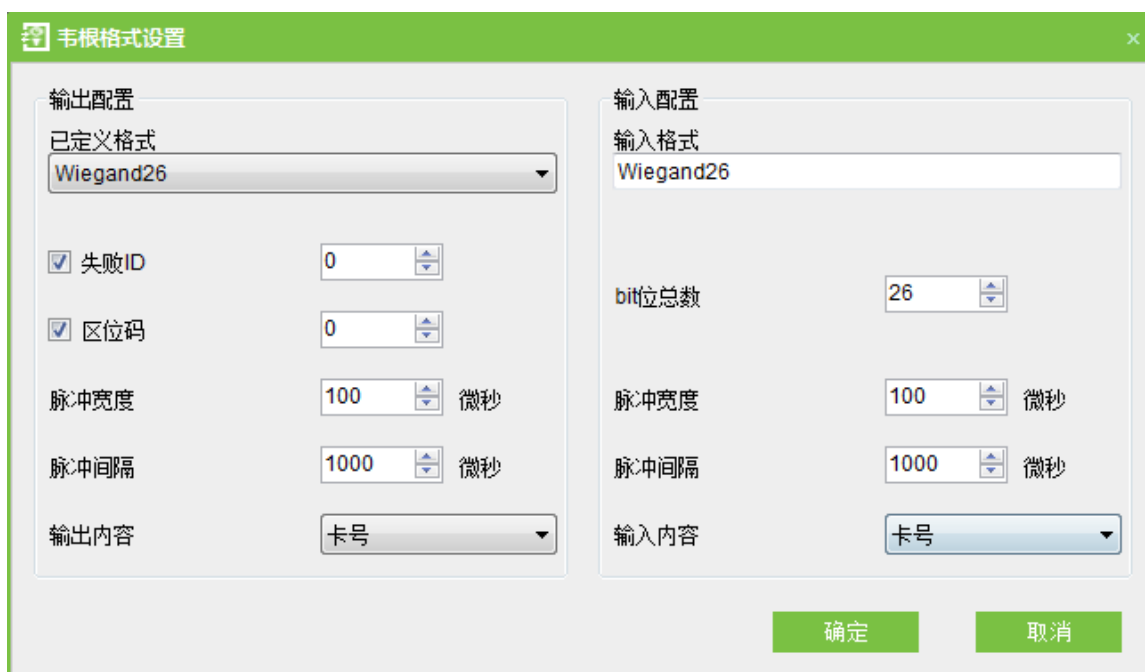 韦根格式设置
输出配置
已定义格式
Wiegand26
失败ID 0
区位码 0
脉冲宽度 100 微秒
脉冲间隔 1000 微秒
输出内容 卡号
输入配置
输入格式
Wiegand26
bit位总数 26
脉冲宽度 100 微秒
脉冲间隔 1000 微秒
输入内容 卡号
确定 取消